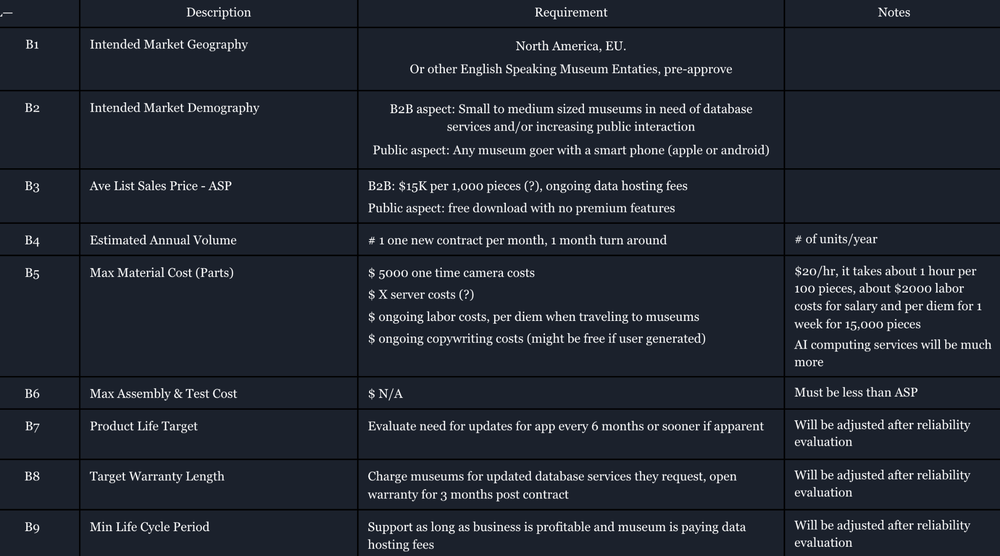 Description Requirement Notes
B1 Intended Market Geography North America, EU.
Or other English Speaking Museum Entaties, pre-approve
B2 Intended Market Demography B2B aspect: Small to medium sized museums in need of database
services and/or increasing public interaction
Public aspect: Any museum goer with a smart phone (apple or android)
B3 Ave List Sales Price - ASP B2B: $15K per 1,000 pieces (?), ongoing data hosting fees
Public aspect: free download with no premium features
B4 Estimated Annual Volume # 1 one new contract per month, 1 month turn around # of units/year
B5 Max Material Cost (Parts)
$ 5000 one time camera costs
$ X server costs (?)
$ ongoing labor costs, per diem when traveling to museums
$ ongoing copywriting costs (might be free if user generated)
$20/hr, it takes about 1 hour per
100 pieces, about $2000 labor
costs for salary and per diem for 1
week for 15,000 pieces
AI computing services will be much
more
B6 Max Assembly & Test Cost $ N/A Must be less than ASP
B7 Product Life Target Evaluate need for updates for app every 6 months or sooner if apparent Will be adjusted after reliability
evaluation
B8 Target Warranty Length Charge museums for updated database services they request, open
warranty for 3 months post contract
Will be adjusted after reliability
evaluation
B9 Min Life Cycle Period Support as long as business is profitable and museum is paying data
hosting fees
Will be adjusted after reliability
evaluation